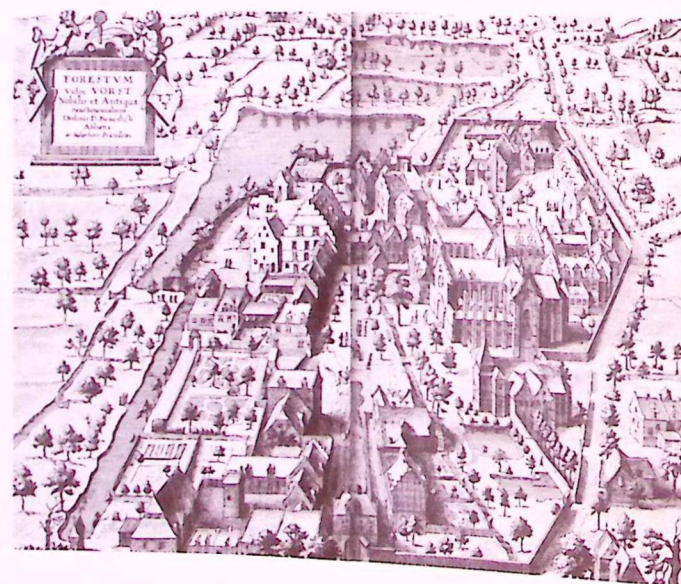 FORESTVM
Vulgo VORST
Nobilis et Antiqua
Ordinis D. Benedicti
Abbatia